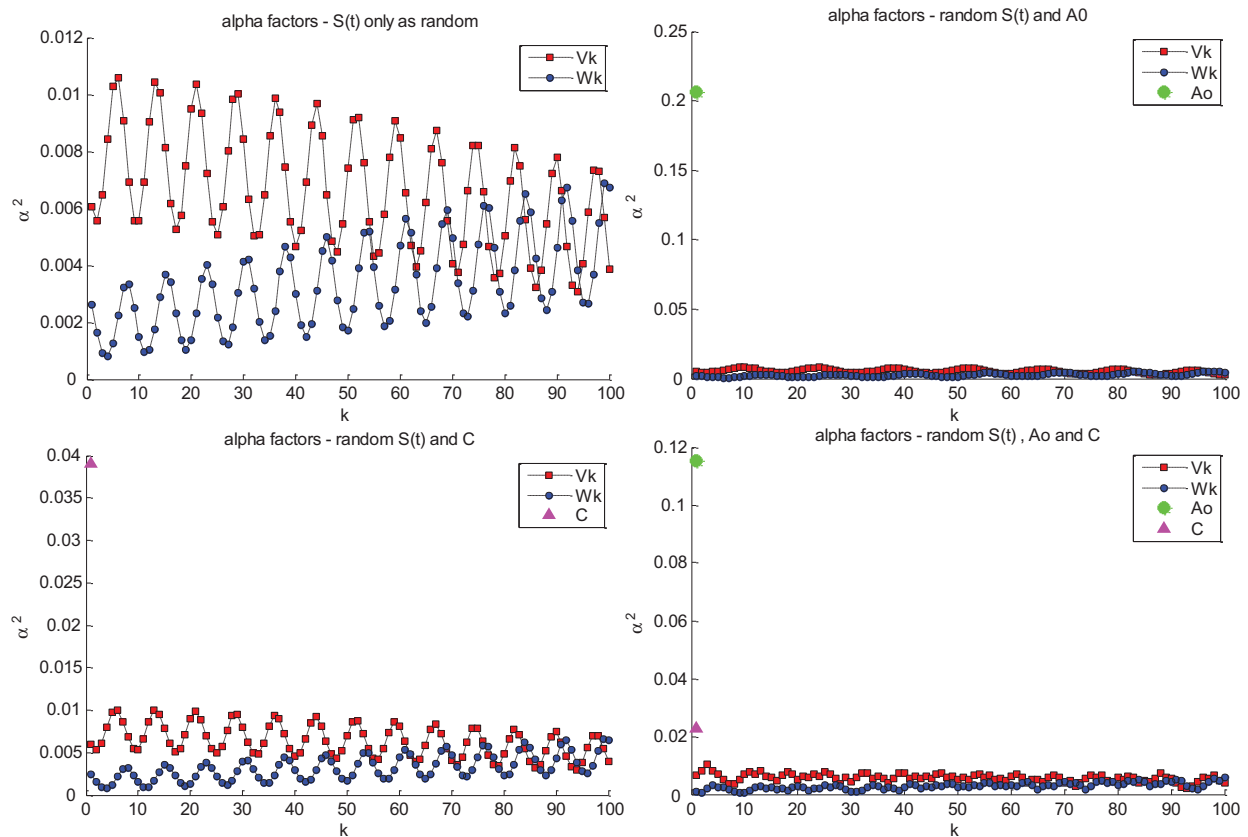 alpha factors - S(t) only as random
0.012
0.01
0.008
0.006
0.004
0.002
0
α²
0 10 20 30 40 50 60 70 80 90 100
k
Vk
Wk
alpha factors - random S(t) and A0
0.25
0.2
0.15
0.1
0.05
0
α²
0 10 20 30 40 50 60 70 80 90 100
k
Vk
Wk
Ao
alpha factors - random S(t) and C
0.04
0.035
0.03
0.025
0.02
0.015
0.01
0.005
0
α²
0 10 20 30 40 50 60 70 80 90 100
k
Vk
Wk
C
alpha factors - random S(t) , Ao and C
0.12
0.1
0.08
0.06
0.04
0.02
0
α²
0 10 20 30 40 50 60 70 80 90 100
k
Vk
Wk
Ao
C